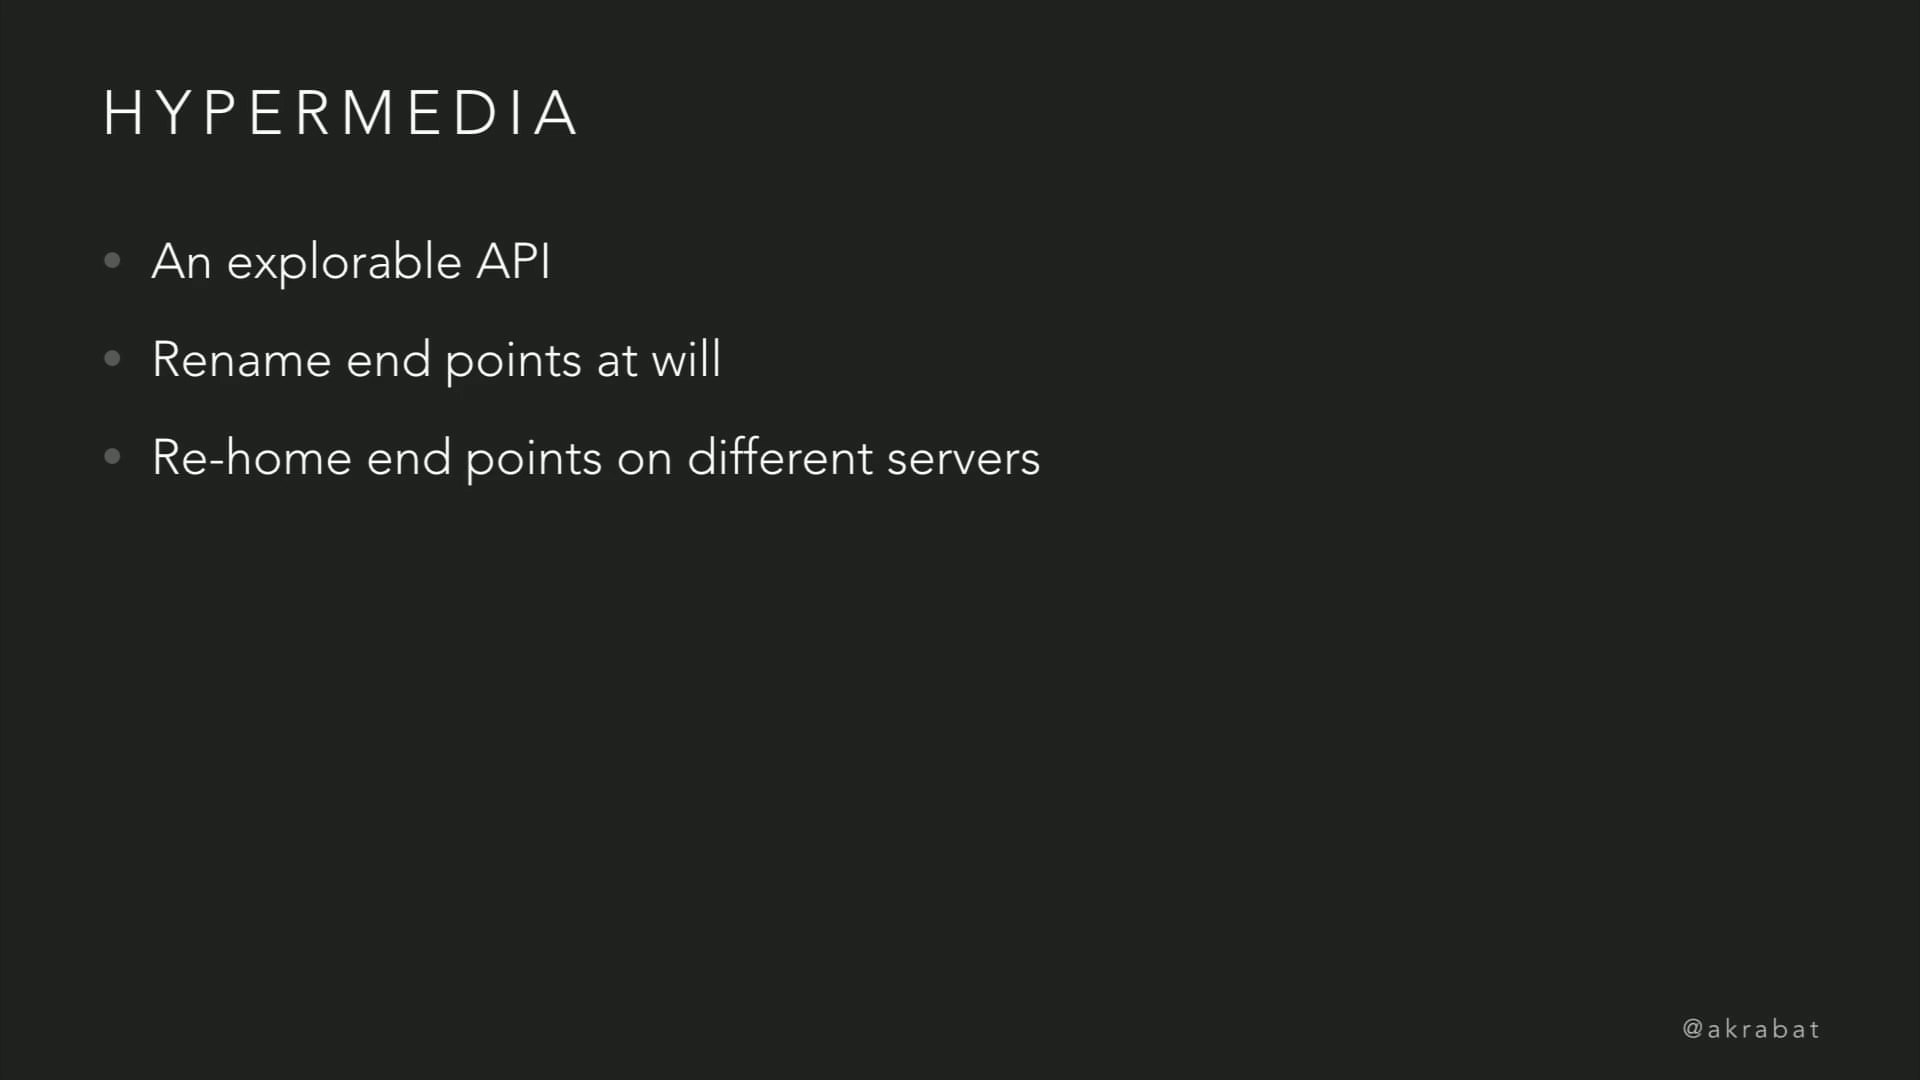 HYPERMEDIA
• An explorable API
• Rename end points at will
• Re-home end points on different servers
@akrabat